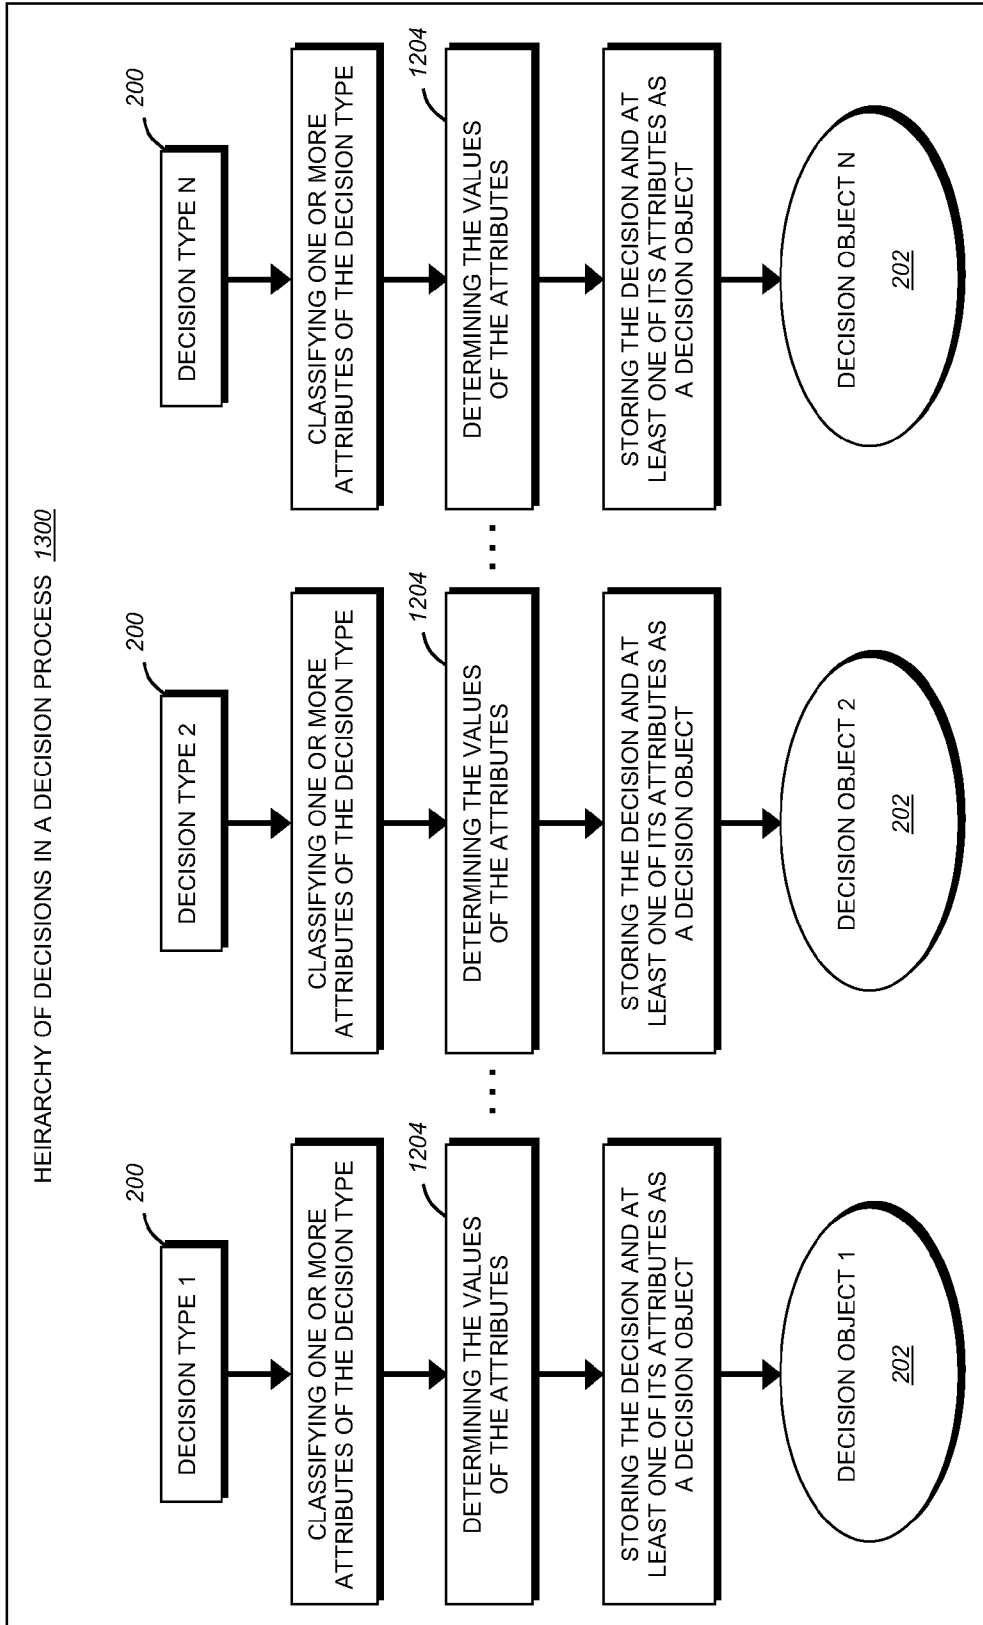 HEIRARCHY OF DECISIONS IN A DECISION PROCESS 1300
200
DECISION TYPE 1
CLASSIFYING ONE OR MORE
ATTRIBUTES OF THE DECISION TYPE
1204
DETERMINING THE VALUES
OF THE ATTRIBUTES
STORING THE DECISION AND AT
LEAST ONE OF ITS ATTRIBUTES AS
A DECISION OBJECT
DECISION OBJECT 1
202
...
200
DECISION TYPE 2
CLASSIFYING ONE OR MORE
ATTRIBUTES OF THE DECISION TYPE
1204
DETERMINING THE VALUES
OF THE ATTRIBUTES
STORING THE DECISION AND AT
LEAST ONE OF ITS ATTRIBUTES AS
A DECISION OBJECT
DECISION OBJECT 2
202
...
200
DECISION TYPE N
CLASSIFYING ONE OR MORE
ATTRIBUTES OF THE DECISION TYPE
1204
DETERMINING THE VALUES
OF THE ATTRIBUTES
STORING THE DECISION AND AT
LEAST ONE OF ITS ATTRIBUTES AS
A DECISION OBJECT
DECISION OBJECT N
202